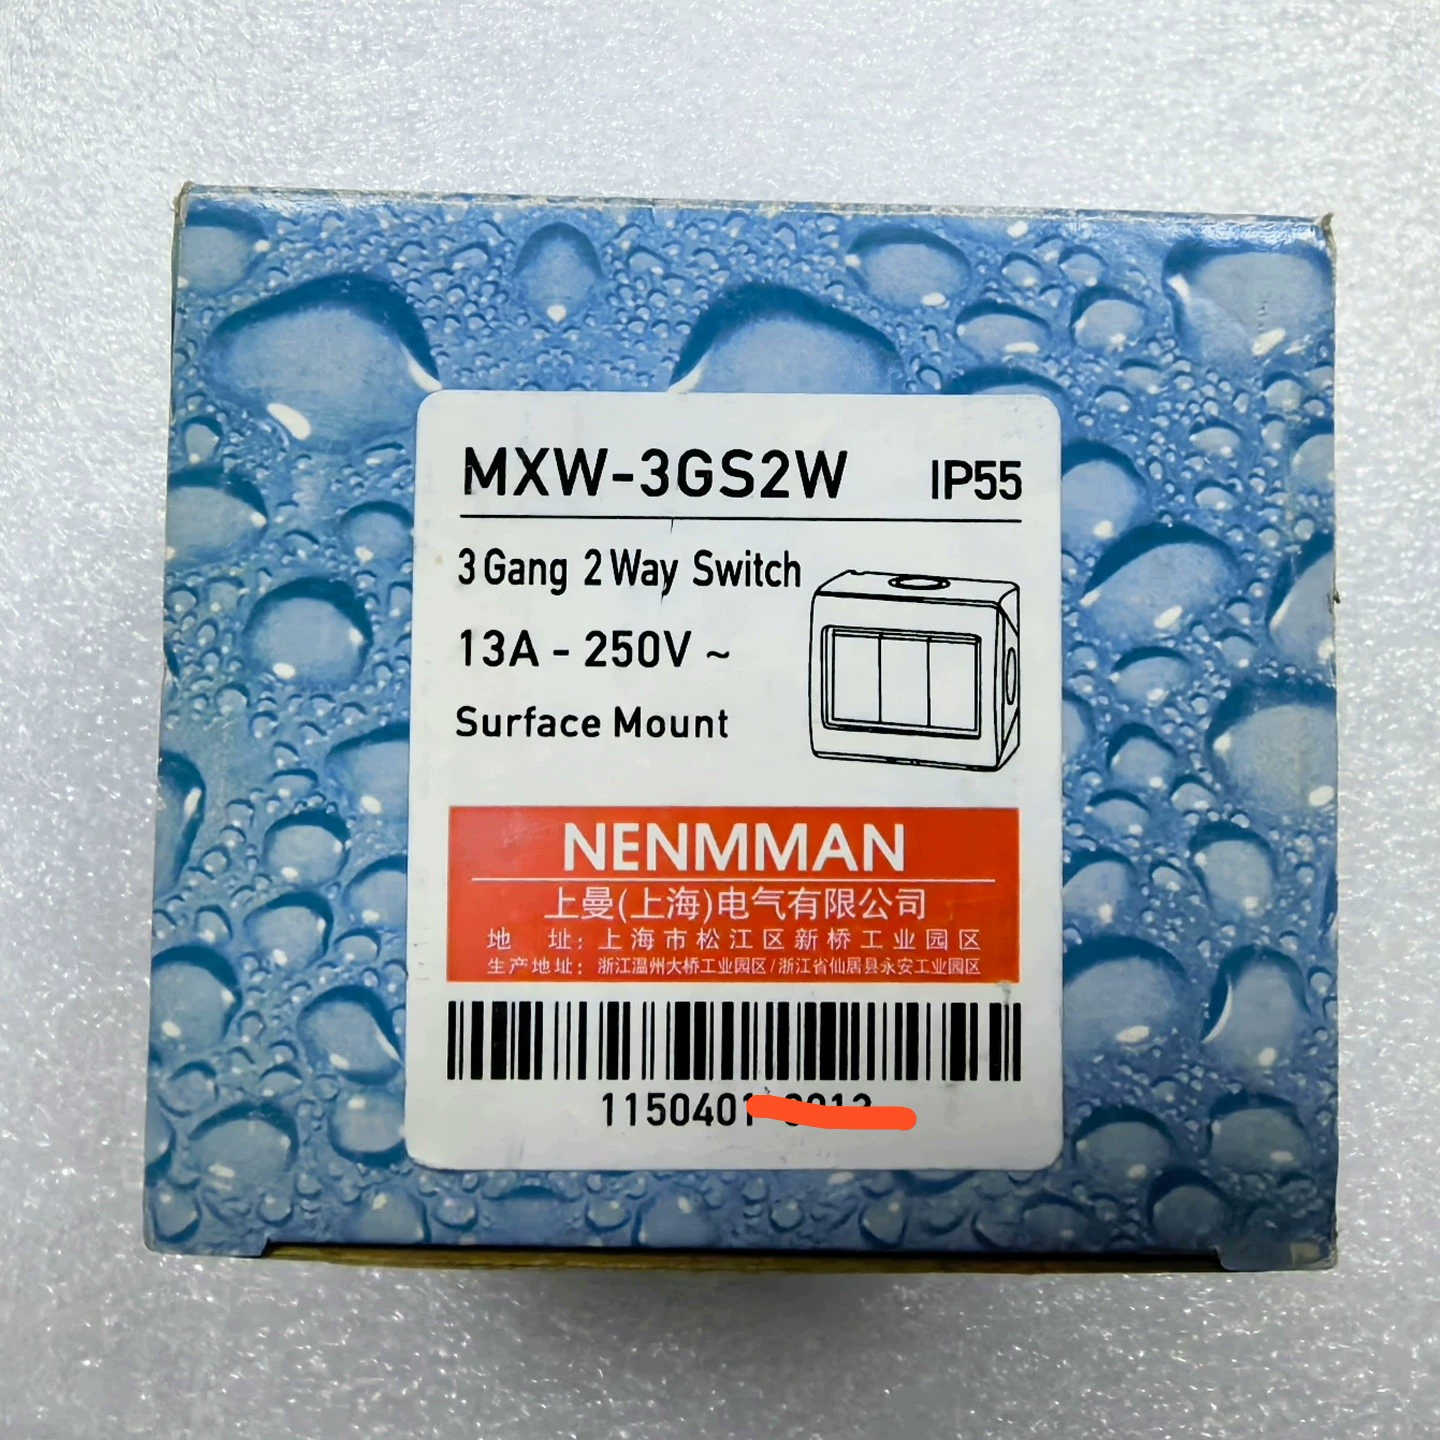 MXW-3GS2W IP55
3 Gang 2 Way Switch
13A - 250V ~
Surface Mount
NENMMAN
上曼(上海)电气有限公司
地 址: 上海市松江区新桥工业园区
生产地址: 浙江温州大桥工业园区/浙江省仙居县永安工业园区
1150401